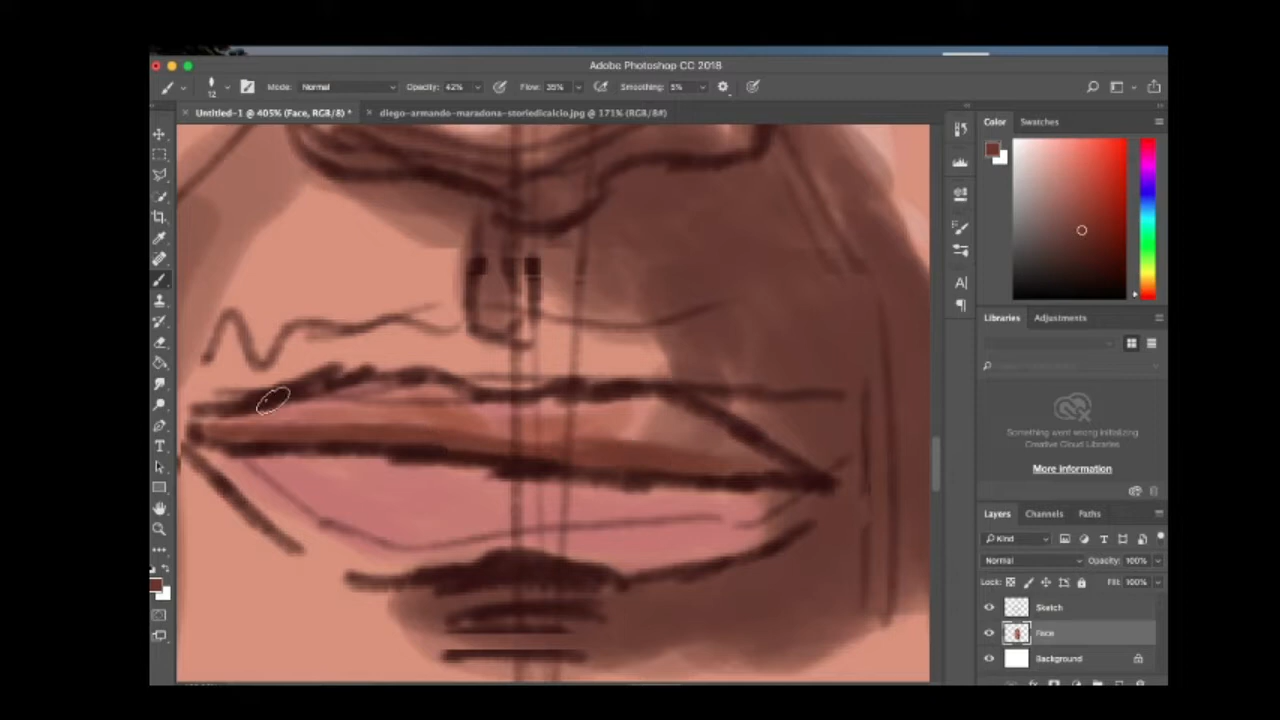 Adobe Photoshop CC 2018
12 Mode: Normal Opacity: 42% Flow: 35% Smoothing: 5%
Untitled-1 @ 405% (Face, RGB/8) * diego-armando-maradona-storiedicalcio.jpg @ 171% (RGB/8#)
Color Swatches
Libraries Adjustments
Something went wrong initializing
Creative Cloud Libraries
More information
Layers Channels Paths
Kind
Normal Opacity: 100%
Lock: Fill: 100%
Sketch
Face
Background